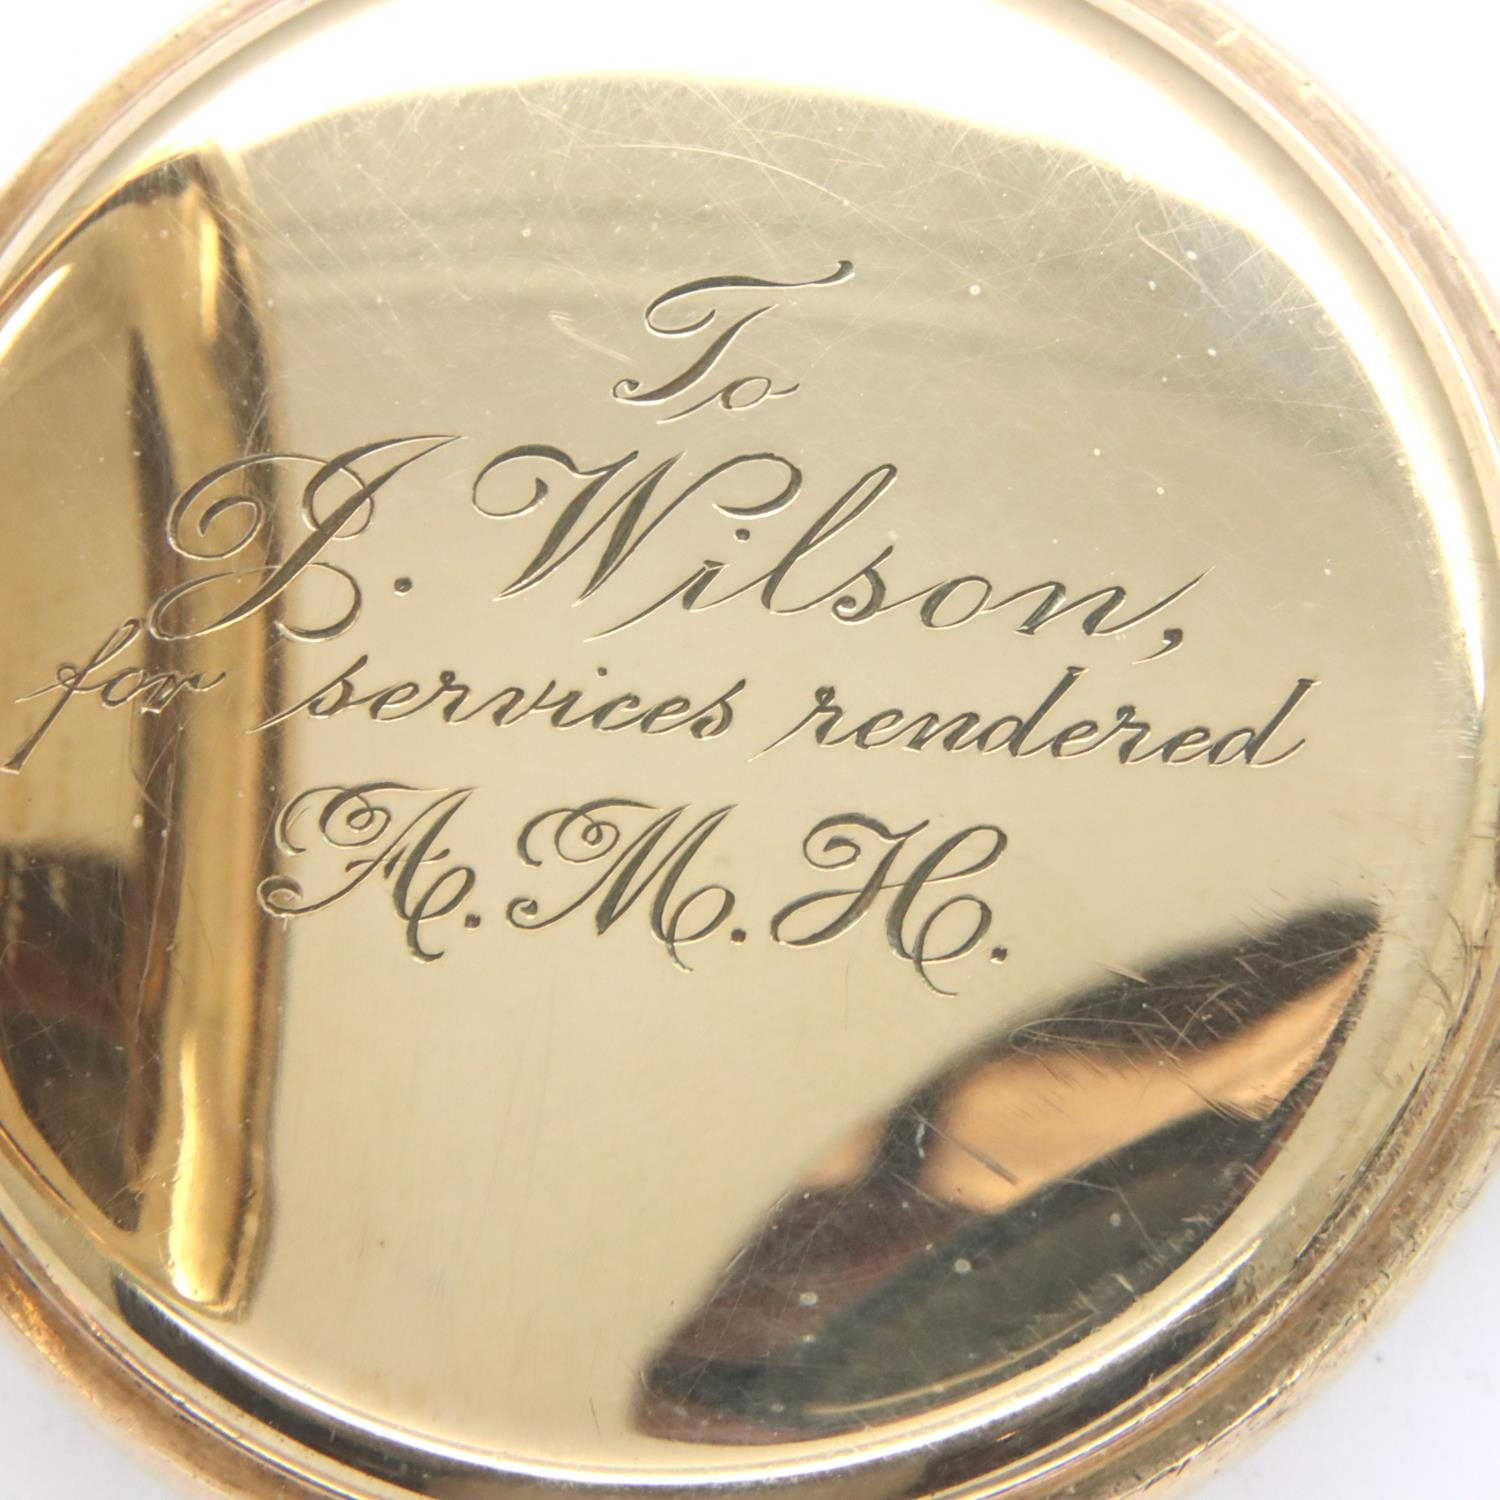 To
J. Wilson,
for services rendered
A.M.H.